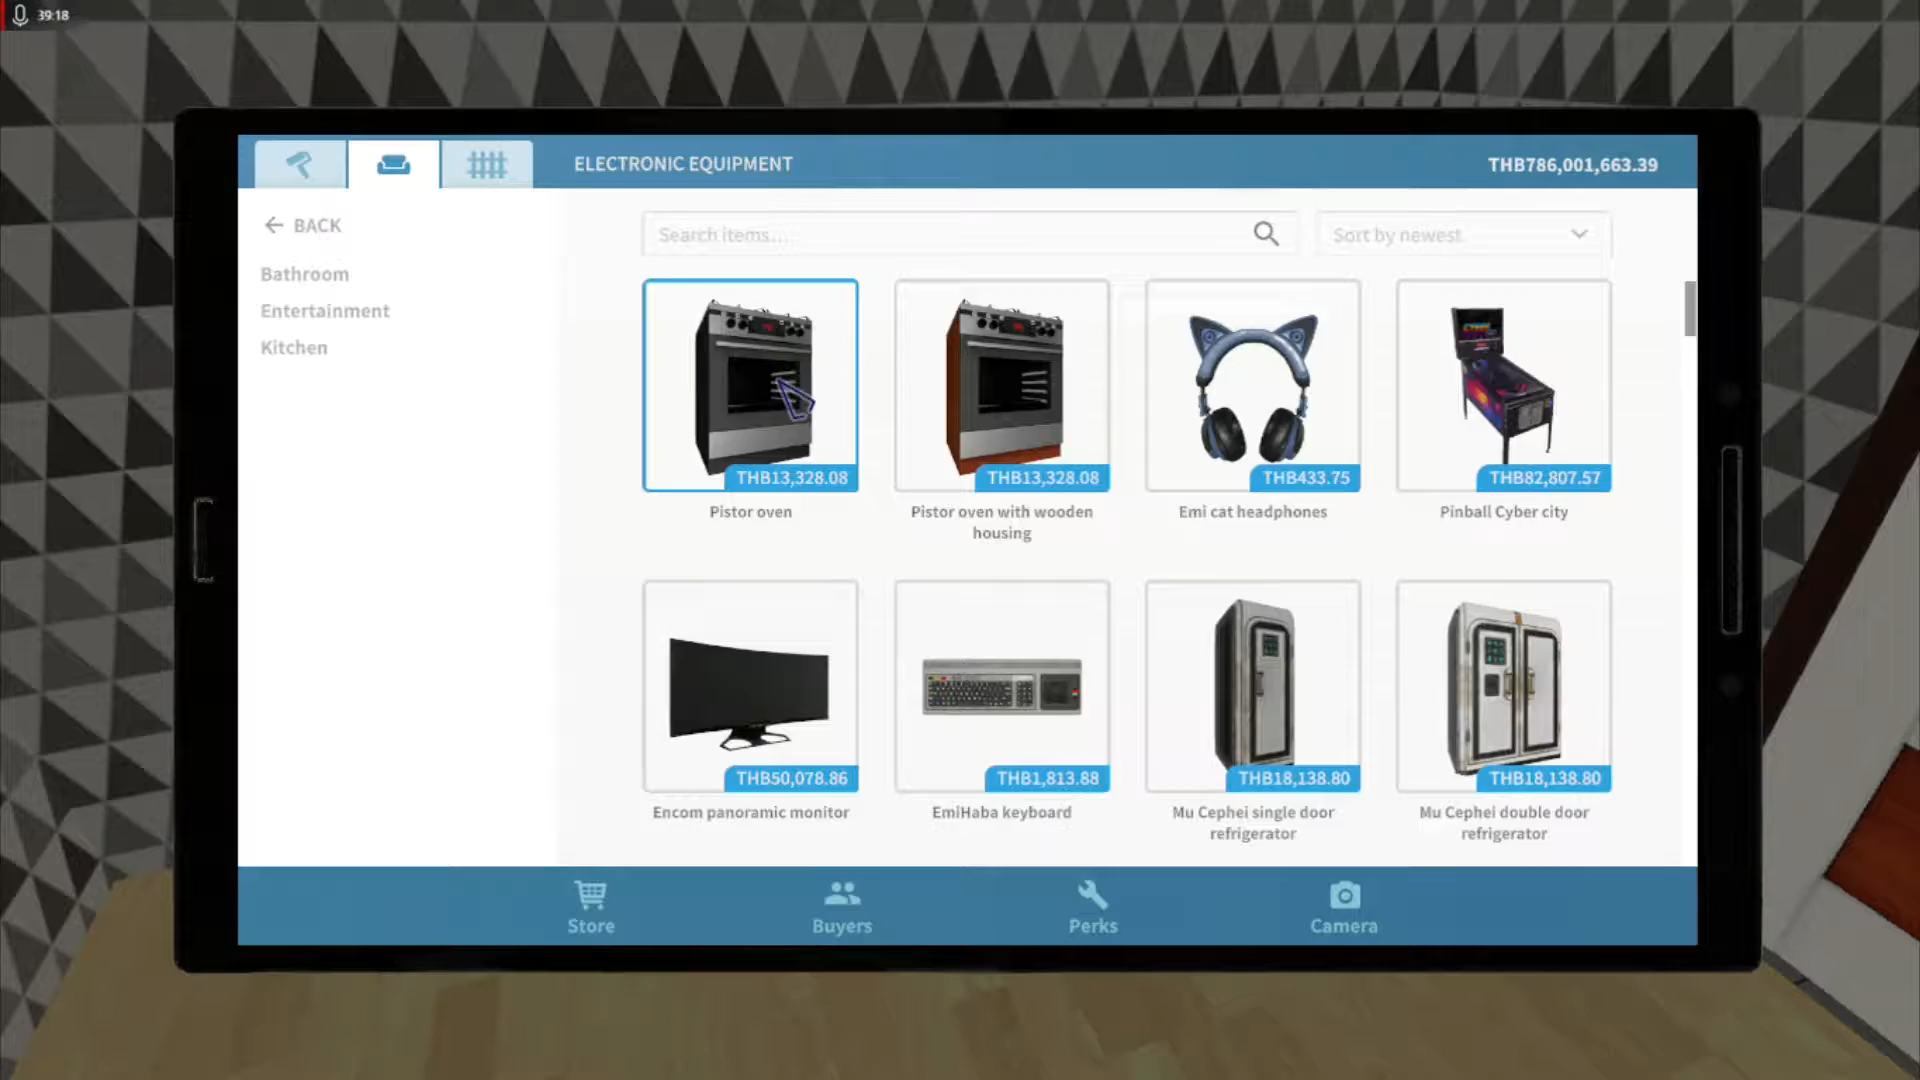 39:18
ELECTRONIC EQUIPMENT
THB786,001,663.39
BACK
Bathroom
Entertainment
Kitchen
Search items....
Sort by newest
THB13,328.08
Pistor oven
THB13,328.08
Pistor oven with wooden
housing
THB433.75
Emi cat headphones
THB82,807.57
Pinball Cyber city
THB50,078.86
Encom panoramic monitor
THB1,813.88
EmiHaba keyboard
THB18,138.80
Mu Cephei single door
refrigerator
THB18,138.80
Mu Cephei double door
refrigerator
Store
Buyers
Perks
Camera